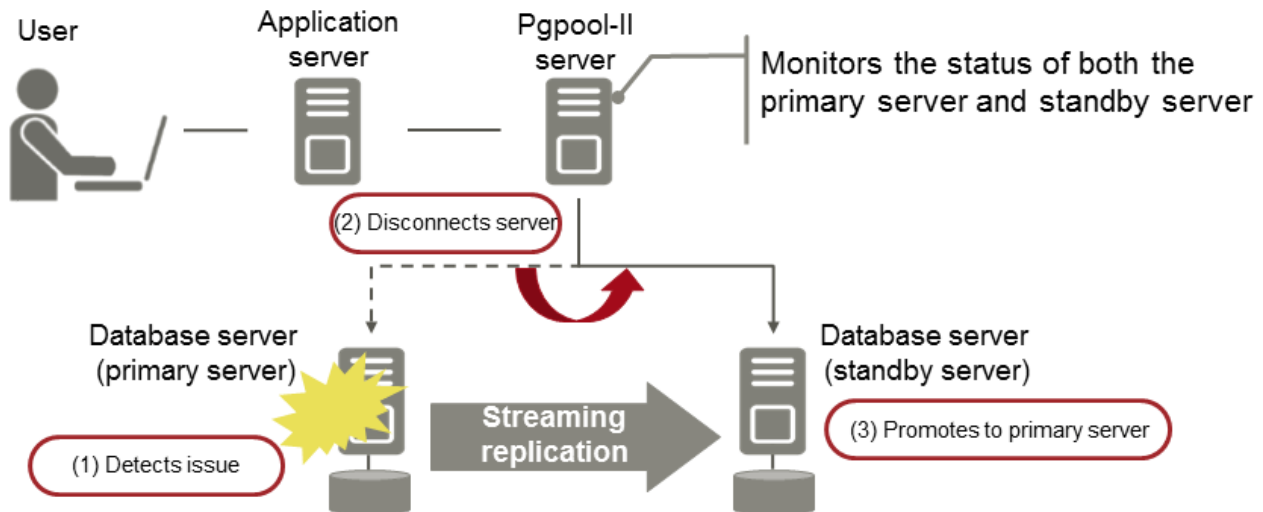 User
Application
server
Pgpool-II
server
Monitors the status of both the
primary server and standby server
(2) Disconnects server
Database server
(primary server)
Database server
(standby server)
Streaming
replication
(1) Detects issue
(3) Promotes to primary server